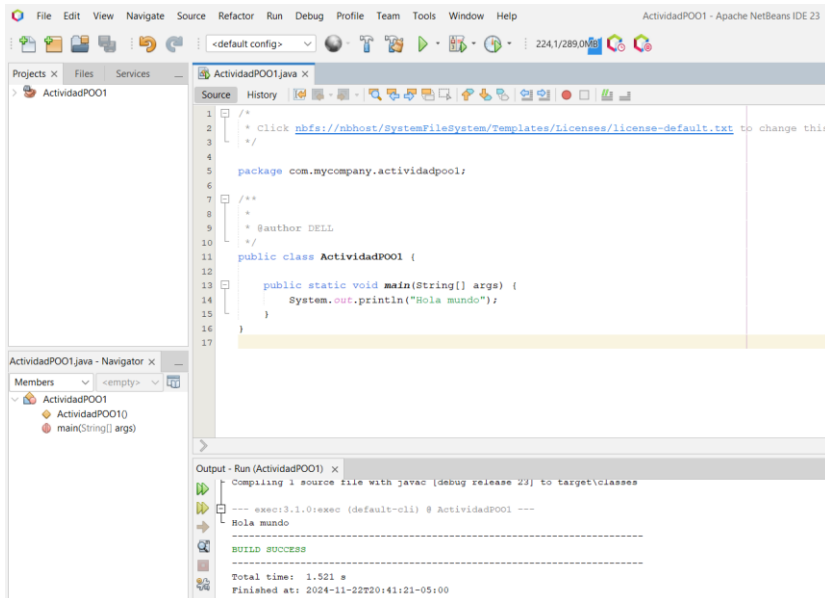 File Edit View Navigate Source Refactor Run Debug Profile Team Tools Window Help ActividadPOO1 - Apache NetBeans IDE 23
<default config> 224,1/289,0MB
Projects Files Services
ActividadPOO1
ActividadPOO1.java
Source History
1 /*
2 * Click nbfs://nbhost/SystemFileSystem/Templates/Licenses/license-default.txt to change this
3 */
4
5 package com.mycompany.actividadpoo1;
6
7 /**
8 *
9 * @author DELL
10 */
11 public class ActividadPOO1 {
12
13 public static void main(String[] args) {
14 System.out.println("Hola mundo");
15 }
16 }
17
ActividadPOO1.java - Navigator
Members <empty>
ActividadPOO1
ActividadPOO1()
main(String[] args)
Output - Run (ActividadPOO1)
Compiling 1 source file with javac [debug release 23] to target\classes
--- exec:3.1.0:exec (default-cli) @ ActividadPOO1 ---
Hola mundo
------------------------------------------------------------------------
BUILD SUCCESS
------------------------------------------------------------------------
Total time: 1.521 s
Finished at: 2024-11-22T20:41:21-05:00